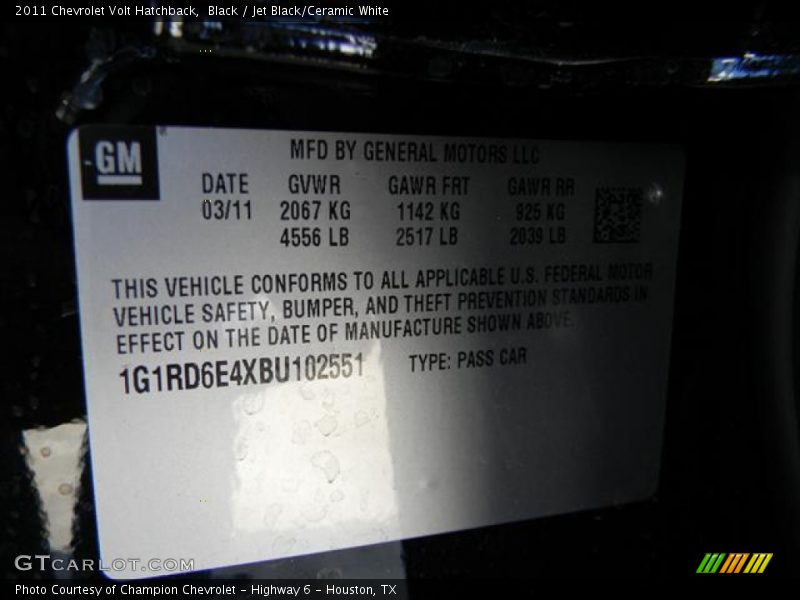 2011 Chevrolet Volt Hatchback, Black / Jet Black/Ceramic White
GM
MFD BY GENERAL MOTORS LLC
DATE GVWR GAWR FRT GAWR RR
03/11 2067 KG 1142 KG 925 KG
4556 LB 2517 LB 2039 LB
THIS VEHICLE CONFORMS TO ALL APPLICABLE U.S. FEDERAL MOTOR
VEHICLE SAFETY, BUMPER, AND THEFT PREVENTION STANDARDS IN
EFFECT ON THE DATE OF MANUFACTURE SHOWN ABOVE.
1G1RD6E4XBU102551 TYPE: PASS CAR
GTCARLOT.COM
Photo Courtesy of Champion Chevrolet - Highway 6 - Houston, TX